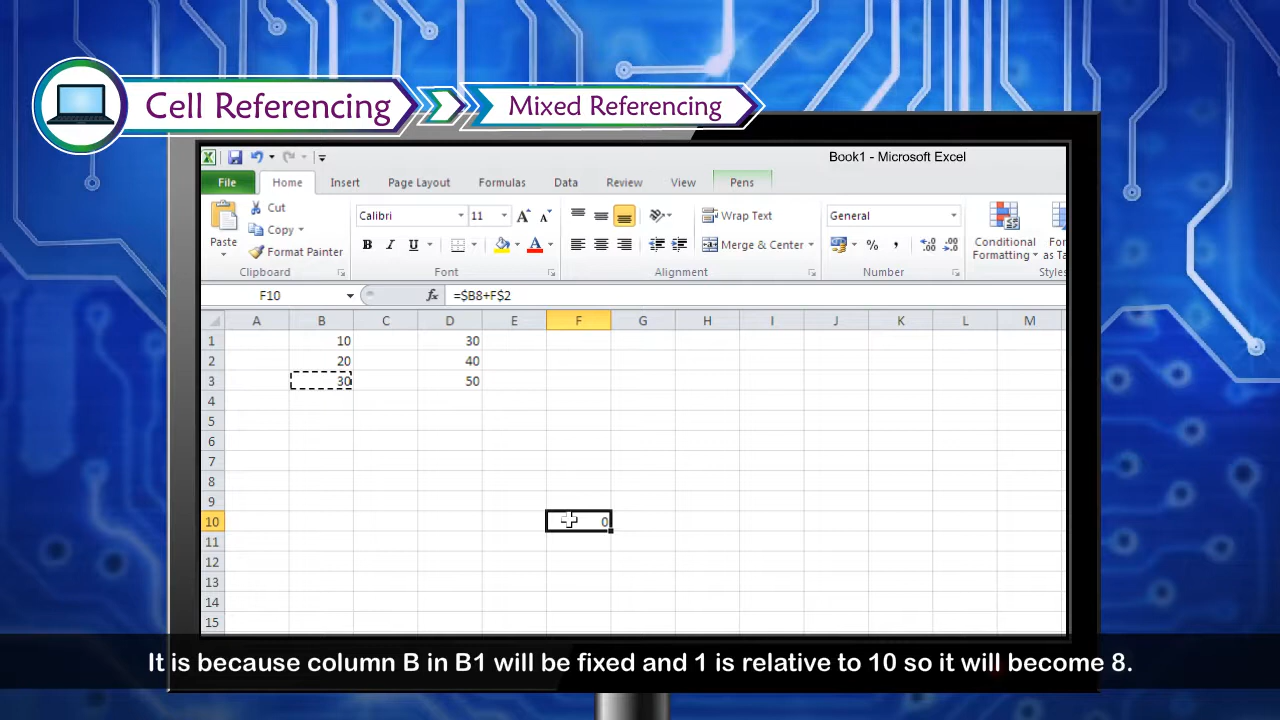 Cell Referencing
Mixed Referencing
Book1 - Microsoft Excel
File Home Insert Page Layout Formulas Data Review View Pens
Paste
Cut
Copy
Format Painter
Clipboard
Calibri 11 A A
B I U A
Font
Wrap Text
Merge & Center
Alignment
General
% ,
Number
Conditional
Formatting
For
as Ta
Styles
F10 fx =$B8+F$2
A B C D E F G H I J K L M
1 10 30
2 20 40
3 30 50
4
5
6
7
8
9
10 0
11
12
13
14
15
It is because column B in B1 will be fixed and 1 is relative to 10 so it will become 8.